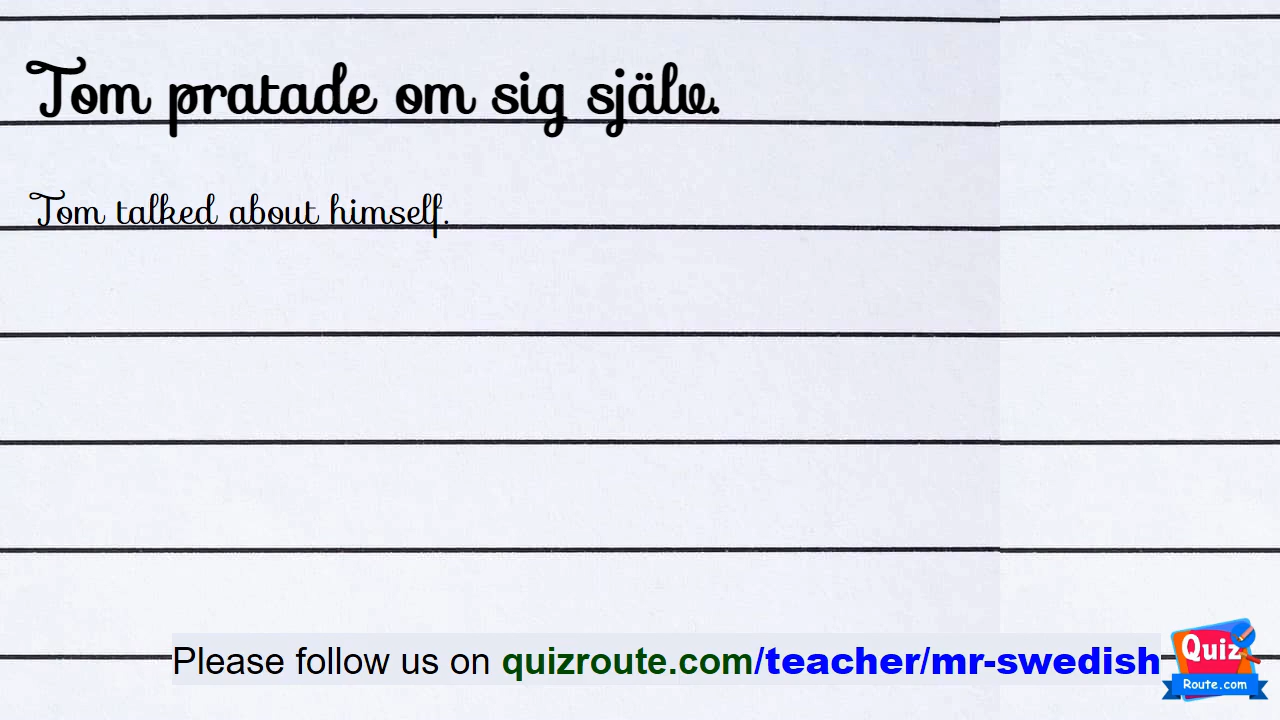 Tom pratade om sig själv.
Tom talked about himself.
Please follow us on quizroute.com/teacher/mr-swedish
Quiz
Route.com